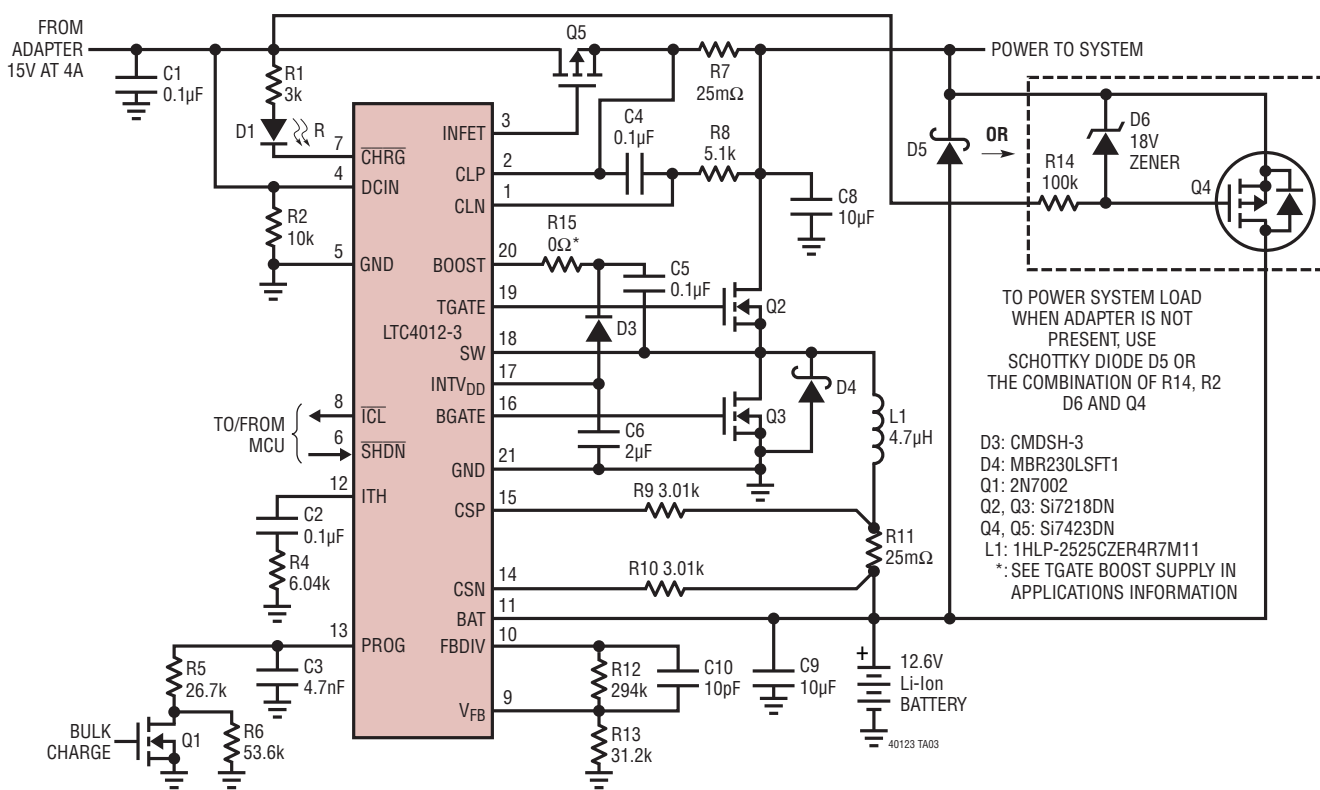 FROM
ADAPTER
15V AT 4A
C1
0.1µF
R1
3k
D1
R
R2
10k
Q5
R7
25mΩ
POWER TO SYSTEM
C4
0.1µF
R8
5.1k
C8
10µF
D5
OR
R14
100k
D6
18V
ZENER
Q4
3
INFET
7
CHRG
2
CLP
4
DCIN
1
CLN
5
GND
20
BOOST
R15
0Ω*
C5
0.1µF
19
TGATE
Q2
LTC4012-3
D3
18
SW
17
INTVDD
D4
8
ICL
16
BGATE
Q3
L1
4.7µH
TO/FROM
MCU
6
SHDN
C6
2µF
21
GND
12
ITH
15
CSP
R9 3.01k
C2
0.1µF
R4
6.04k
R11
25mΩ
14
CSN
R10 3.01k
11
BAT
13
PROG
10
FBDIV
R5
26.7k
C3
4.7nF
R12
294k
C10
10pF
C9
10µF
+
12.6V
Li-Ion
BATTERY
9
VFB
BULK
CHARGE
Q1
R6
53.6k
R13
31.2k
40123 TA03
TO POWER SYSTEM LOAD
WHEN ADAPTER IS NOT
PRESENT, USE
SCHOTTKY DIODE D5 OR
THE COMBINATION OF R14, R2
D6 AND Q4
D3: CMDSH-3
D4: MBR230LSFT1
Q1: 2N7002
Q2, Q3: Si7218DN
Q4, Q5: Si7423DN
L1: 1HLP-2525CZER4R7M11
*: SEE TGATE BOOST SUPPLY IN
APPLICATIONS INFORMATION